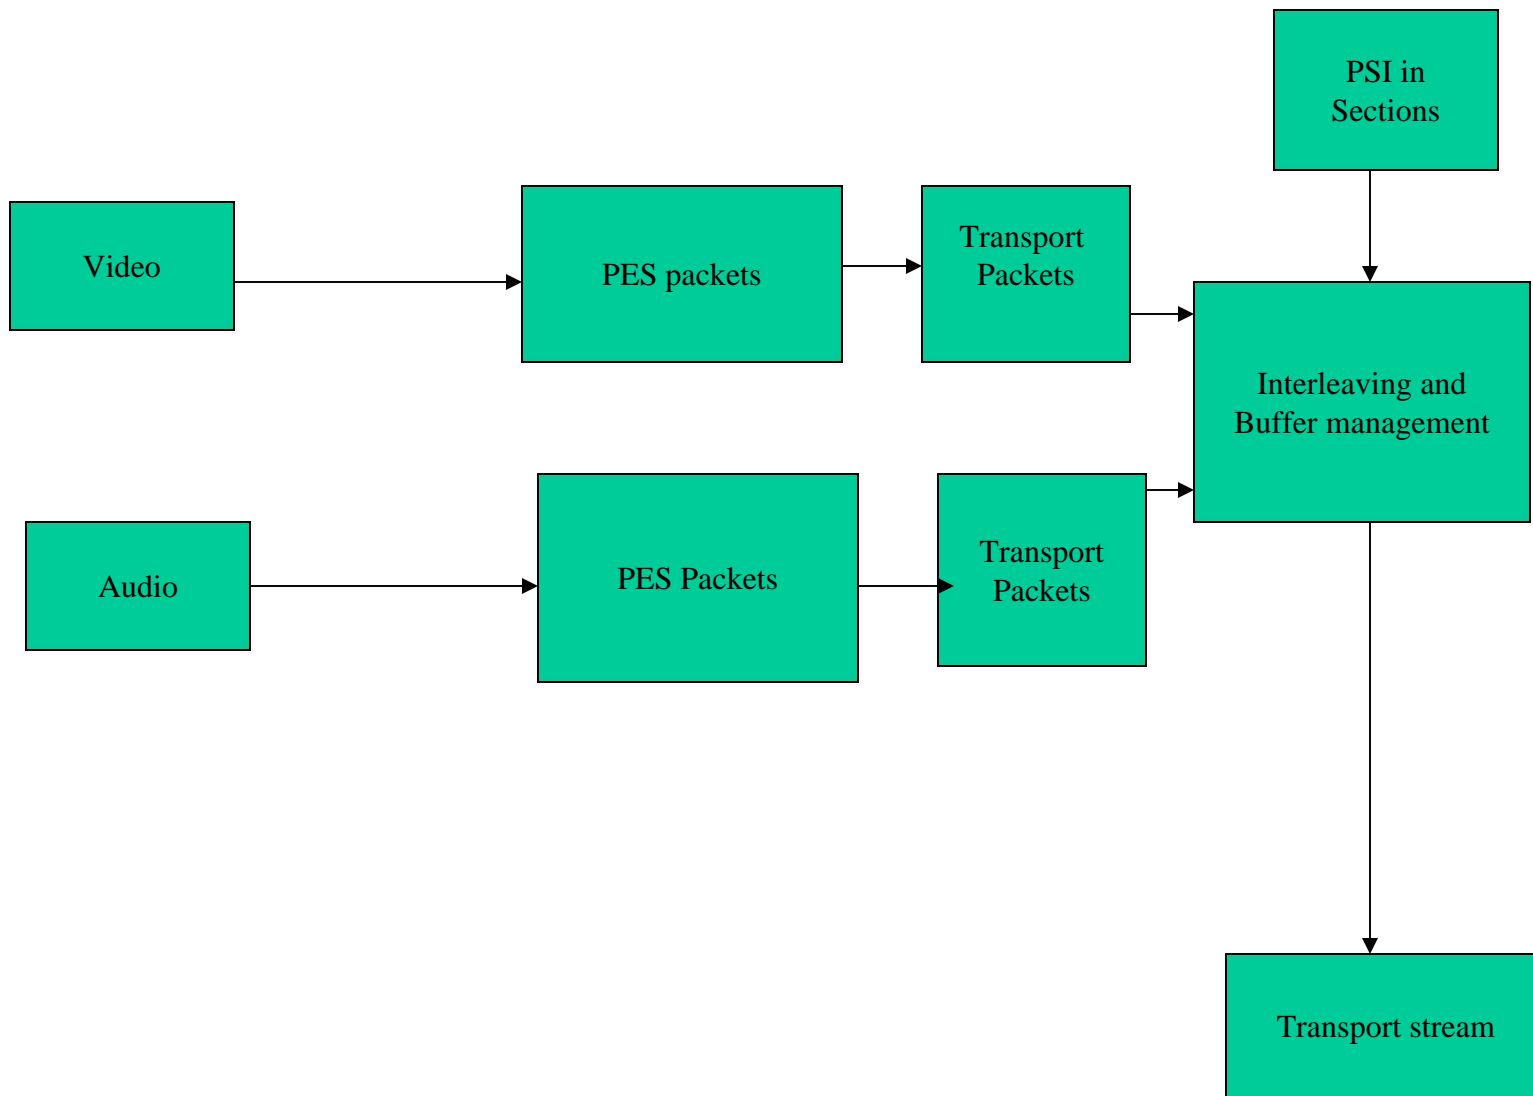 PSI in
Sections
Video
PES packets
Transport
Packets
Interleaving and
Buffer management
Audio
PES Packets
Transport
Packets
Transport stream